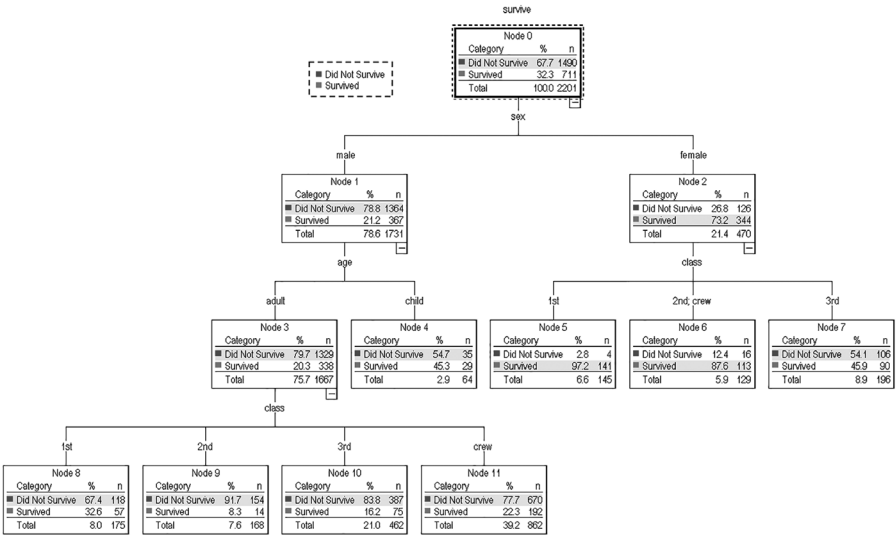 survive
Node 0
Category % n
Did Not Survive 67.7 1490
Survived 32.3 711
Total 100.0 2201
Did Not Survive
Survived
sex
male
female
Node 1
Category % n
Did Not Survive 78.8 1364
Survived 21.2 367
Total 78.6 1731
Node 2
Category % n
Did Not Survive 26.8 126
Survived 73.2 344
Total 21.4 470
age
class
adult
child
1st
2nd; crew
3rd
Node 3
Category % n
Did Not Survive 79.7 1329
Survived 20.3 338
Total 75.7 1667
Node 4
Category % n
Did Not Survive 54.7 35
Survived 45.3 29
Total 2.9 64
Node 5
Category % n
Did Not Survive 2.8 4
Survived 97.2 141
Total 6.6 145
Node 6
Category % n
Did Not Survive 12.4 16
Survived 87.6 113
Total 5.9 129
Node 7
Category % n
Did Not Survive 54.1 106
Survived 45.9 90
Total 8.9 196
class
1st
2nd
3rd
crew
Node 8
Category % n
Did Not Survive 67.4 118
Survived 32.6 57
Total 8.0 175
Node 9
Category % n
Did Not Survive 91.7 154
Survived 8.3 14
Total 7.6 168
Node 10
Category % n
Did Not Survive 83.8 387
Survived 16.2 75
Total 21.0 462
Node 11
Category % n
Did Not Survive 77.7 670
Survived 22.3 192
Total 39.2 862